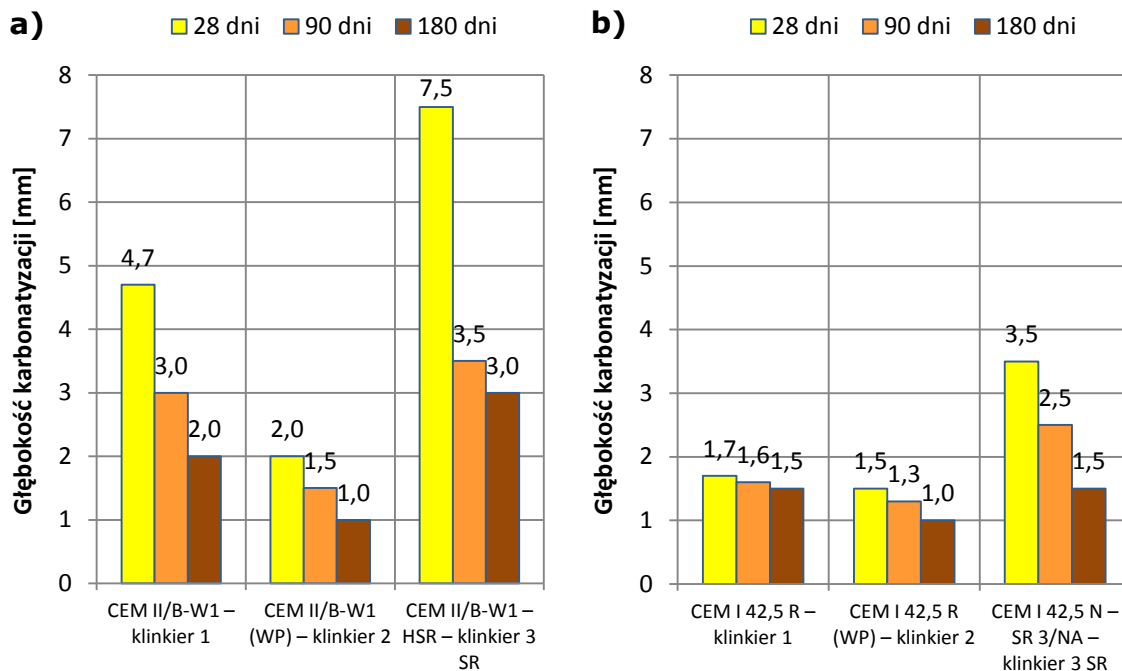 a)
28 dni 90 dni 180 dni
Głębokość karbonatyzacji [mm]
8
7
6
5
4
3
2
1
0
4,7
3,0
2,0
2,0
1,5
1,0
7,5
3,5
3,0
CEM II/B-W1 –
klinkier 1
CEM II/B-W1
(WP) – klinkier 2
CEM II/B-W1 –
HSR – klinkier 3
SR
b)
28 dni 90 dni 180 dni
Głębokość karbonatyzacji [mm]
8
7
6
5
4
3
2
1
0
1,7
1,6
1,5
1,5
1,3
1,0
3,5
2,5
1,5
CEM I 42,5 R –
klinkier 1
CEM I 42,5 R
(WP) – klinkier 2
CEM I 42,5 N –
SR 3/NA –
klinkier 3 SR